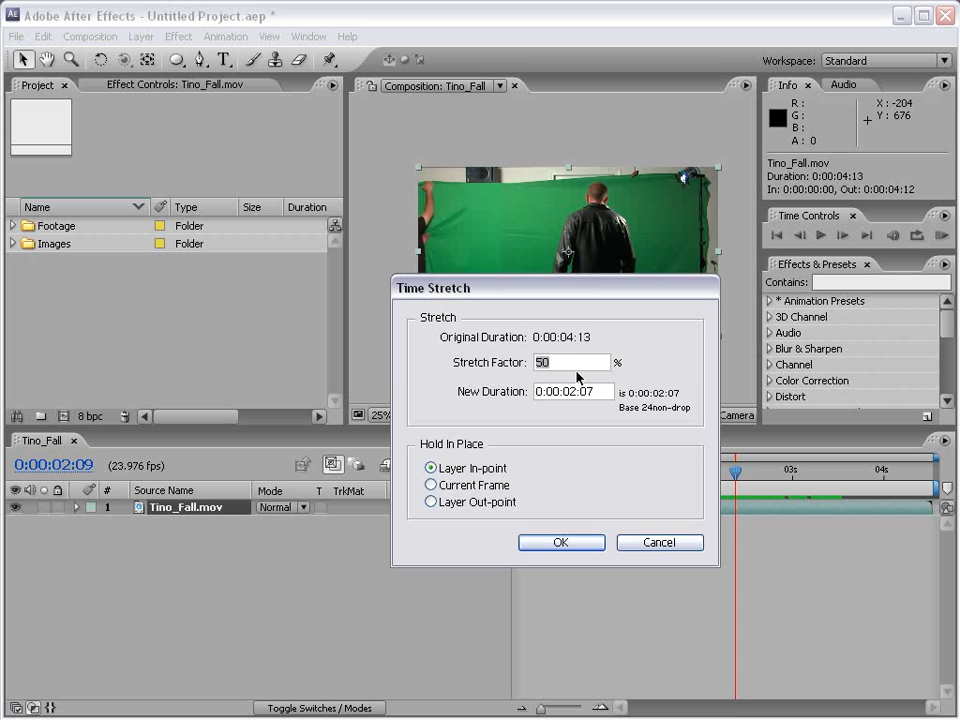 AE Adobe After Effects - Untitled Project.aep *
File Edit Composition Layer Effect Animation View Window Help
Workspace: Standard
Project × Effect Controls: Tino_Fall.mov
Composition: Tino_Fall ×
Info × Audio
R :
G :
B :
A : 0
X : -204
Y : 676
Tino_Fall.mov
Duration: 0:00:04:13
In: 0:00:00:00, Out: 0:00:04:12
Name Type Size Duration
Footage Folder
Images Folder
Time Controls ×
Effects & Presets ×
Contains:
* Animation Presets
3D Channel
Audio
Blur & Sharpen
Channel
Color Correction
Distort
Time Stretch
Stretch
Original Duration: 0:00:04:13
Stretch Factor: 50 %
New Duration: 0:00:02:07 is 0:00:02:07
Base 24non-drop
Hold In Place
Layer In-point
Current Frame
Layer Out-point
OK Cancel
8 bpc
25%
Camera
Tino_Fall ×
0:00:02:09 (23.976 fps)
03s 04s
# Source Name Mode T TrkMat
1 Tino_Fall.mov Normal
Toggle Switches / Modes